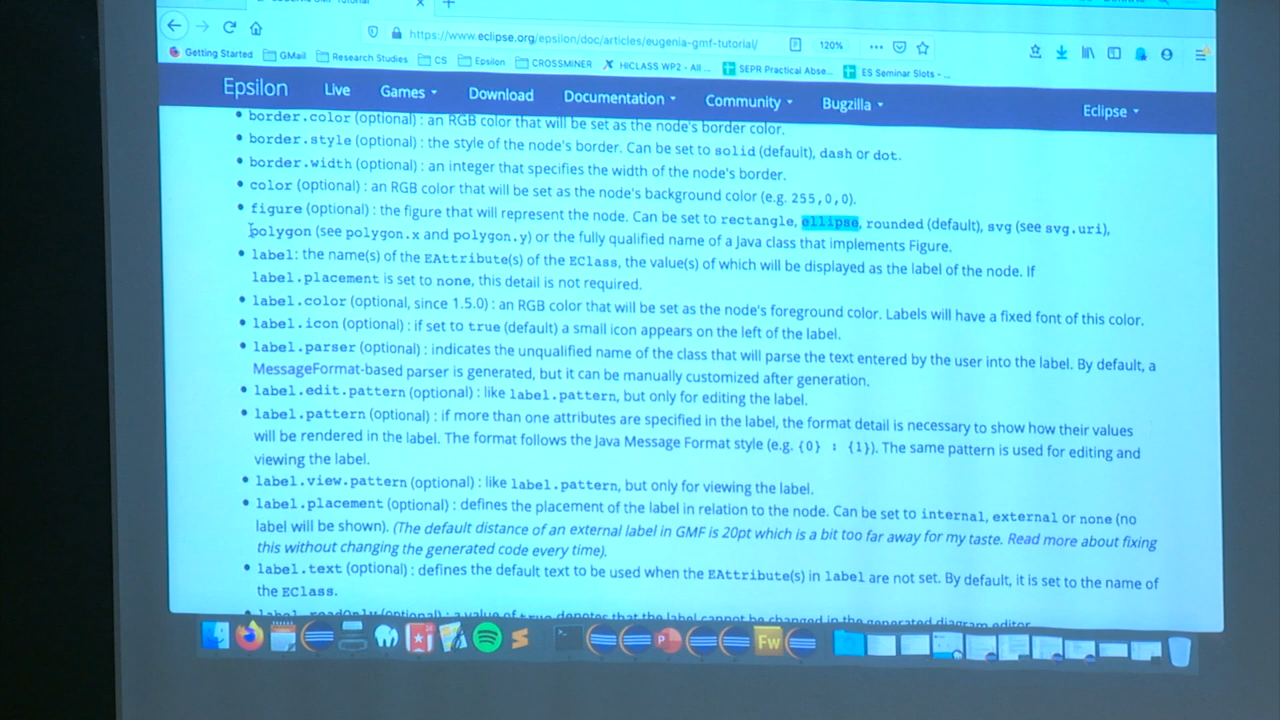 https://www.eclipse.org/epsilon/doc/articles/eugenia-gmf-tutorial/
120%
Getting Started GMail Research Studies CS Epsilon CROSSMINER HICLASS WP2 - All ... SEPR Practical Abse... ES Seminar Slots - ...
Epsilon Live Games Download Documentation Community Bugzilla Eclipse
border.color (optional) : an RGB color that will be set as the node's border color.
border.style (optional) : the style of the node's border. Can be set to solid (default), dash or dot.
border.width (optional) : an integer that specifies the width of the node's border.
color (optional) : an RGB color that will be set as the node's background color (e.g. 255,0,0).
figure (optional) : the figure that will represent the node. Can be set to rectangle, ellipse, rounded (default), svg (see svg.uri),
polygon (see polygon.x and polygon.y) or the fully qualified name of a Java class that implements Figure.
label: the name(s) of the EAttribute(s) of the EClass, the value(s) of which will be displayed as the label of the node. If
label.placement is set to none, this detail is not required.
label.color (optional, since 1.5.0) : an RGB color that will be set as the node's foreground color. Labels will have a fixed font of this color.
label.icon (optional) : if set to true (default) a small icon appears on the left of the label.
label.parser (optional) : indicates the unqualified name of the class that will parse the text entered by the user into the label. By default, a
MessageFormat-based parser is generated, but it can be manually customized after generation.
label.edit.pattern (optional) : like label.pattern, but only for editing the label.
label.pattern (optional) : if more than one attributes are specified in the label, the format detail is necessary to show how their values
will be rendered in the label. The format follows the Java Message Format style (e.g. {0} : {1}). The same pattern is used for editing and
viewing the label.
label.view.pattern (optional) : like label.pattern, but only for viewing the label.
label.placement (optional) : defines the placement of the label in relation to the node. Can be set to internal, external or none (no
label will be shown). (The default distance of an external label in GMF is 20pt which is a bit too far away for my taste. Read more about fixing
this without changing the generated code every time).
label.text (optional) : defines the default text to be used when the EAttribute(s) in label are not set. By default, it is set to the name of
the EClass.
label.readOnly (optional) : a value of true denotes that the label cannot be changed in the generated diagram editor
Fw